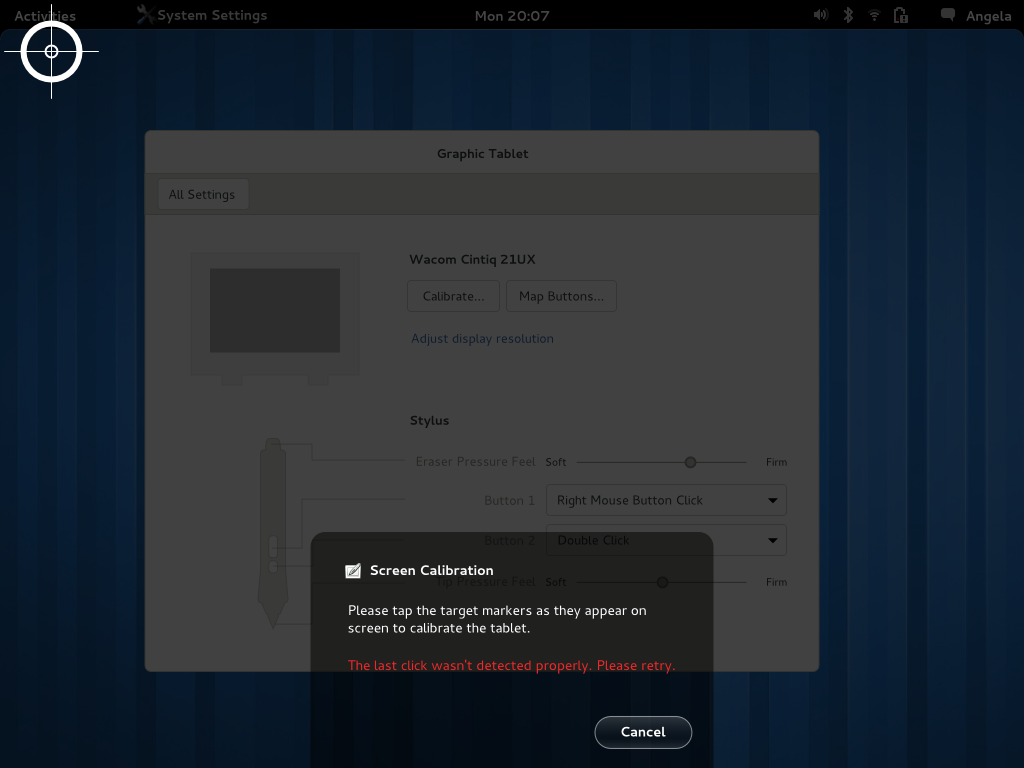 Activities System Settings Mon 20:07 Angela
Graphic Tablet
All Settings
Wacom Cintiq 21UX
Calibrate... Map Buttons...
Adjust display resolution
Stylus
Eraser Pressure Feel Soft Firm
Button 1 Right Mouse Button Click
Button 2 Double Click
Tip Pressure Feel Soft Firm
Screen Calibration
Please tap the target markers as they appear on
screen to calibrate the tablet.
The last click wasn't detected properly. Please retry.
Cancel